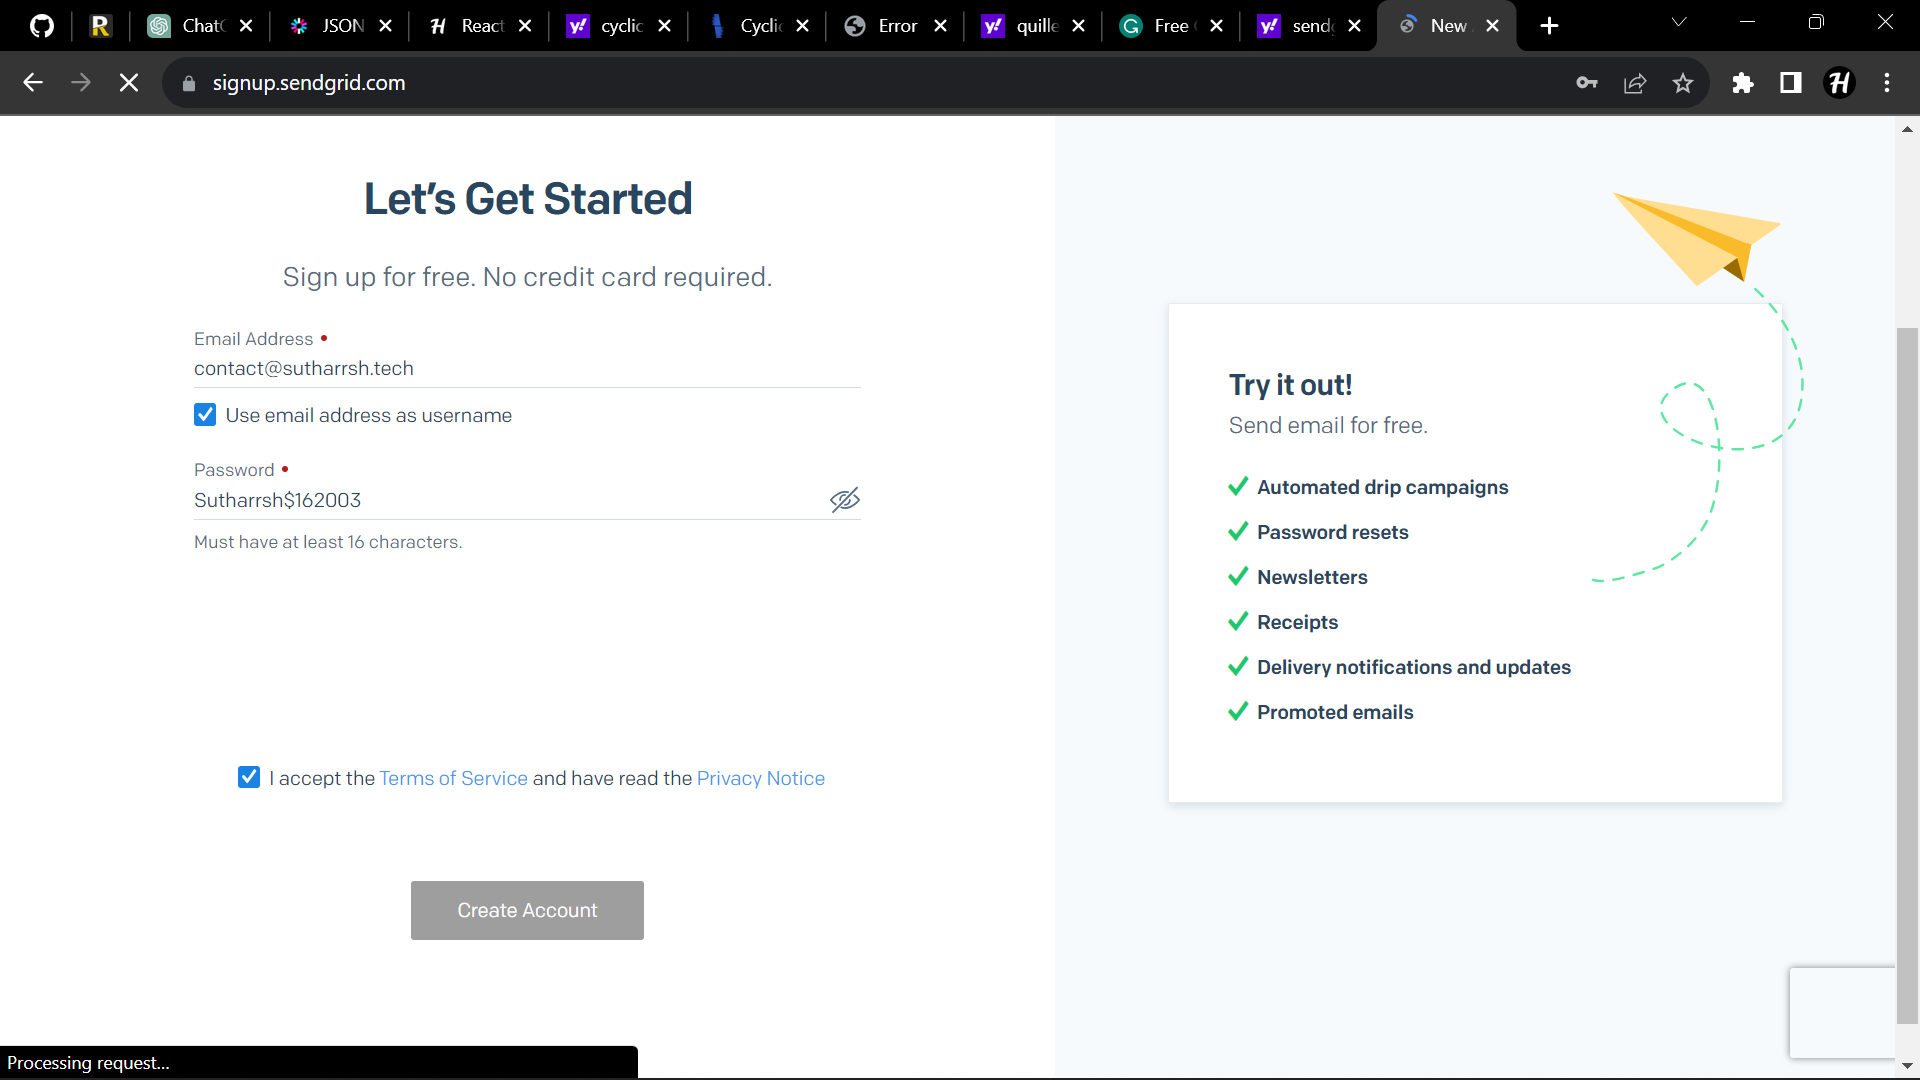 Chat
JSON
React
cyclic
Cyclic
Error
quille
Free
send
New
signup.sendgrid.com
Let's Get Started
Sign up for free. No credit card required.
Email Address •
contact@sutharrsh.tech
Use email address as username
Password •
Sutharrsh$162003
Must have at least 16 characters.
I accept the Terms of Service and have read the Privacy Notice
Create Account
Try it out!
Send email for free.
Automated drip campaigns
Password resets
Newsletters
Receipts
Delivery notifications and updates
Promoted emails
Processing request...